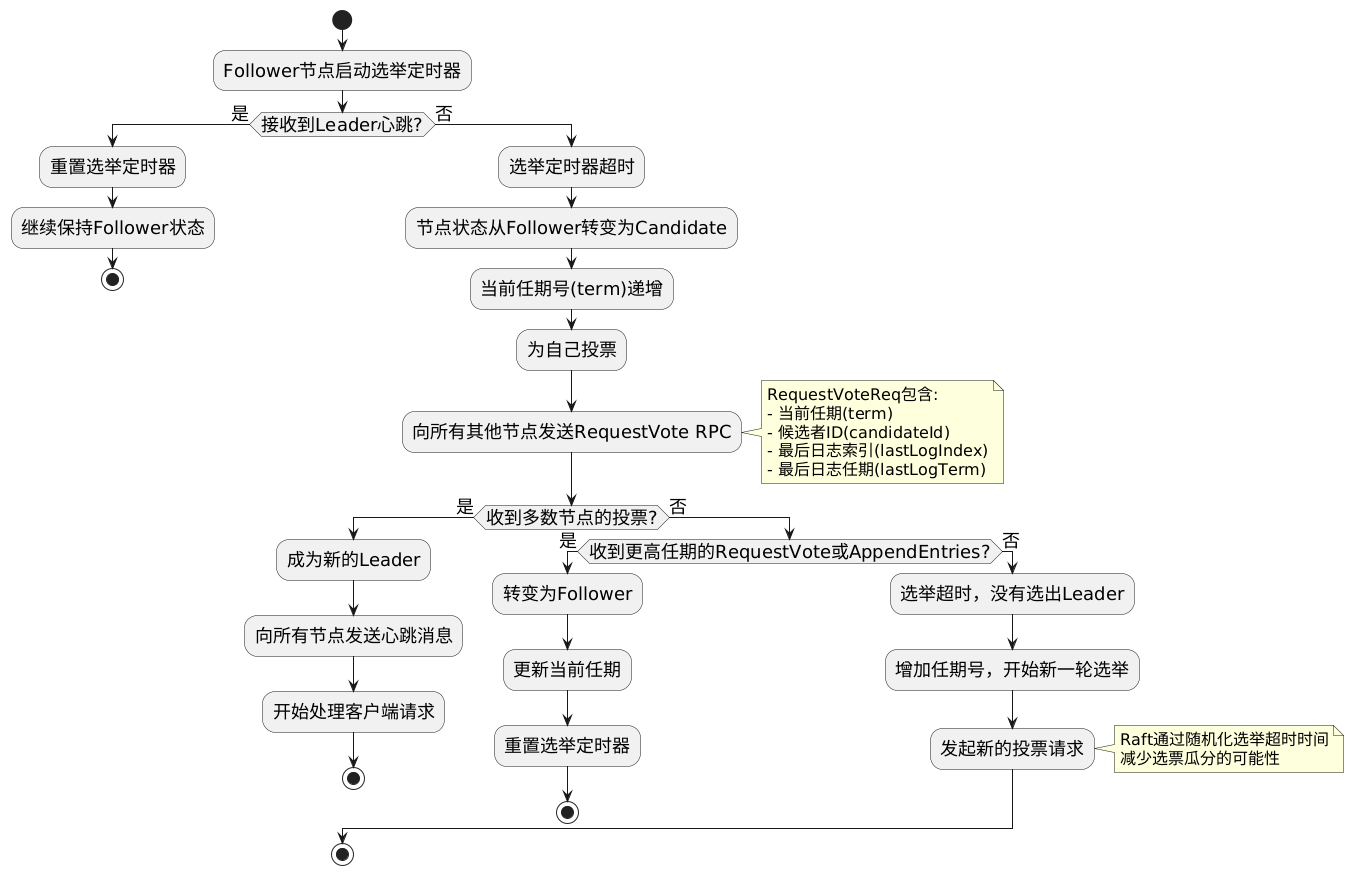 Follower节点启动选举定时器
是
接收到Leader心跳?
否
重置选举定时器
选举定时器超时
继续保持Follower状态
节点状态从Follower转变为Candidate
当前任期号(term)递增
为自己投票
向所有其他节点发送RequestVote RPC
RequestVoteReq包含:
- 当前任期(term)
- 候选者ID(candidateId)
- 最后日志索引(lastLogIndex)
- 最后日志任期(lastLogTerm)
是
收到多数节点的投票?
否
成为新的Leader
向所有节点发送心跳消息
开始处理客户端请求
是
收到更高任期的RequestVote或AppendEntries?
否
转变为Follower
更新当前任期
重置选举定时器
选举超时，没有选出Leader
增加任期号，开始新一轮选举
发起新的投票请求
Raft通过随机化选举超时时间
减少选票瓜分的可能性